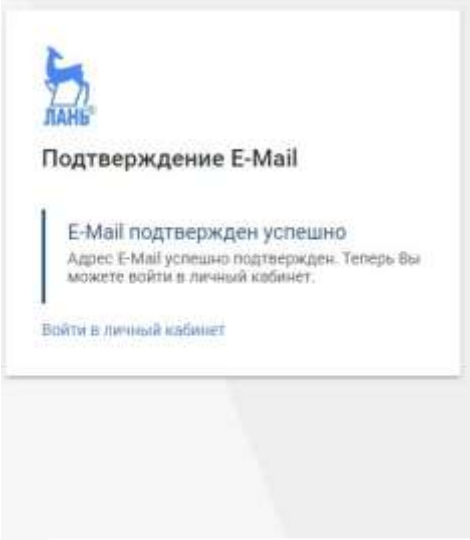 ЛАНЬ®
Подтверждение E-Mail
E-Mail подтвержден успешно
Адрес E-Mail успешно подтвержден. Теперь Вы
можете войти в личный кабинет.
Войти в личный кабинет